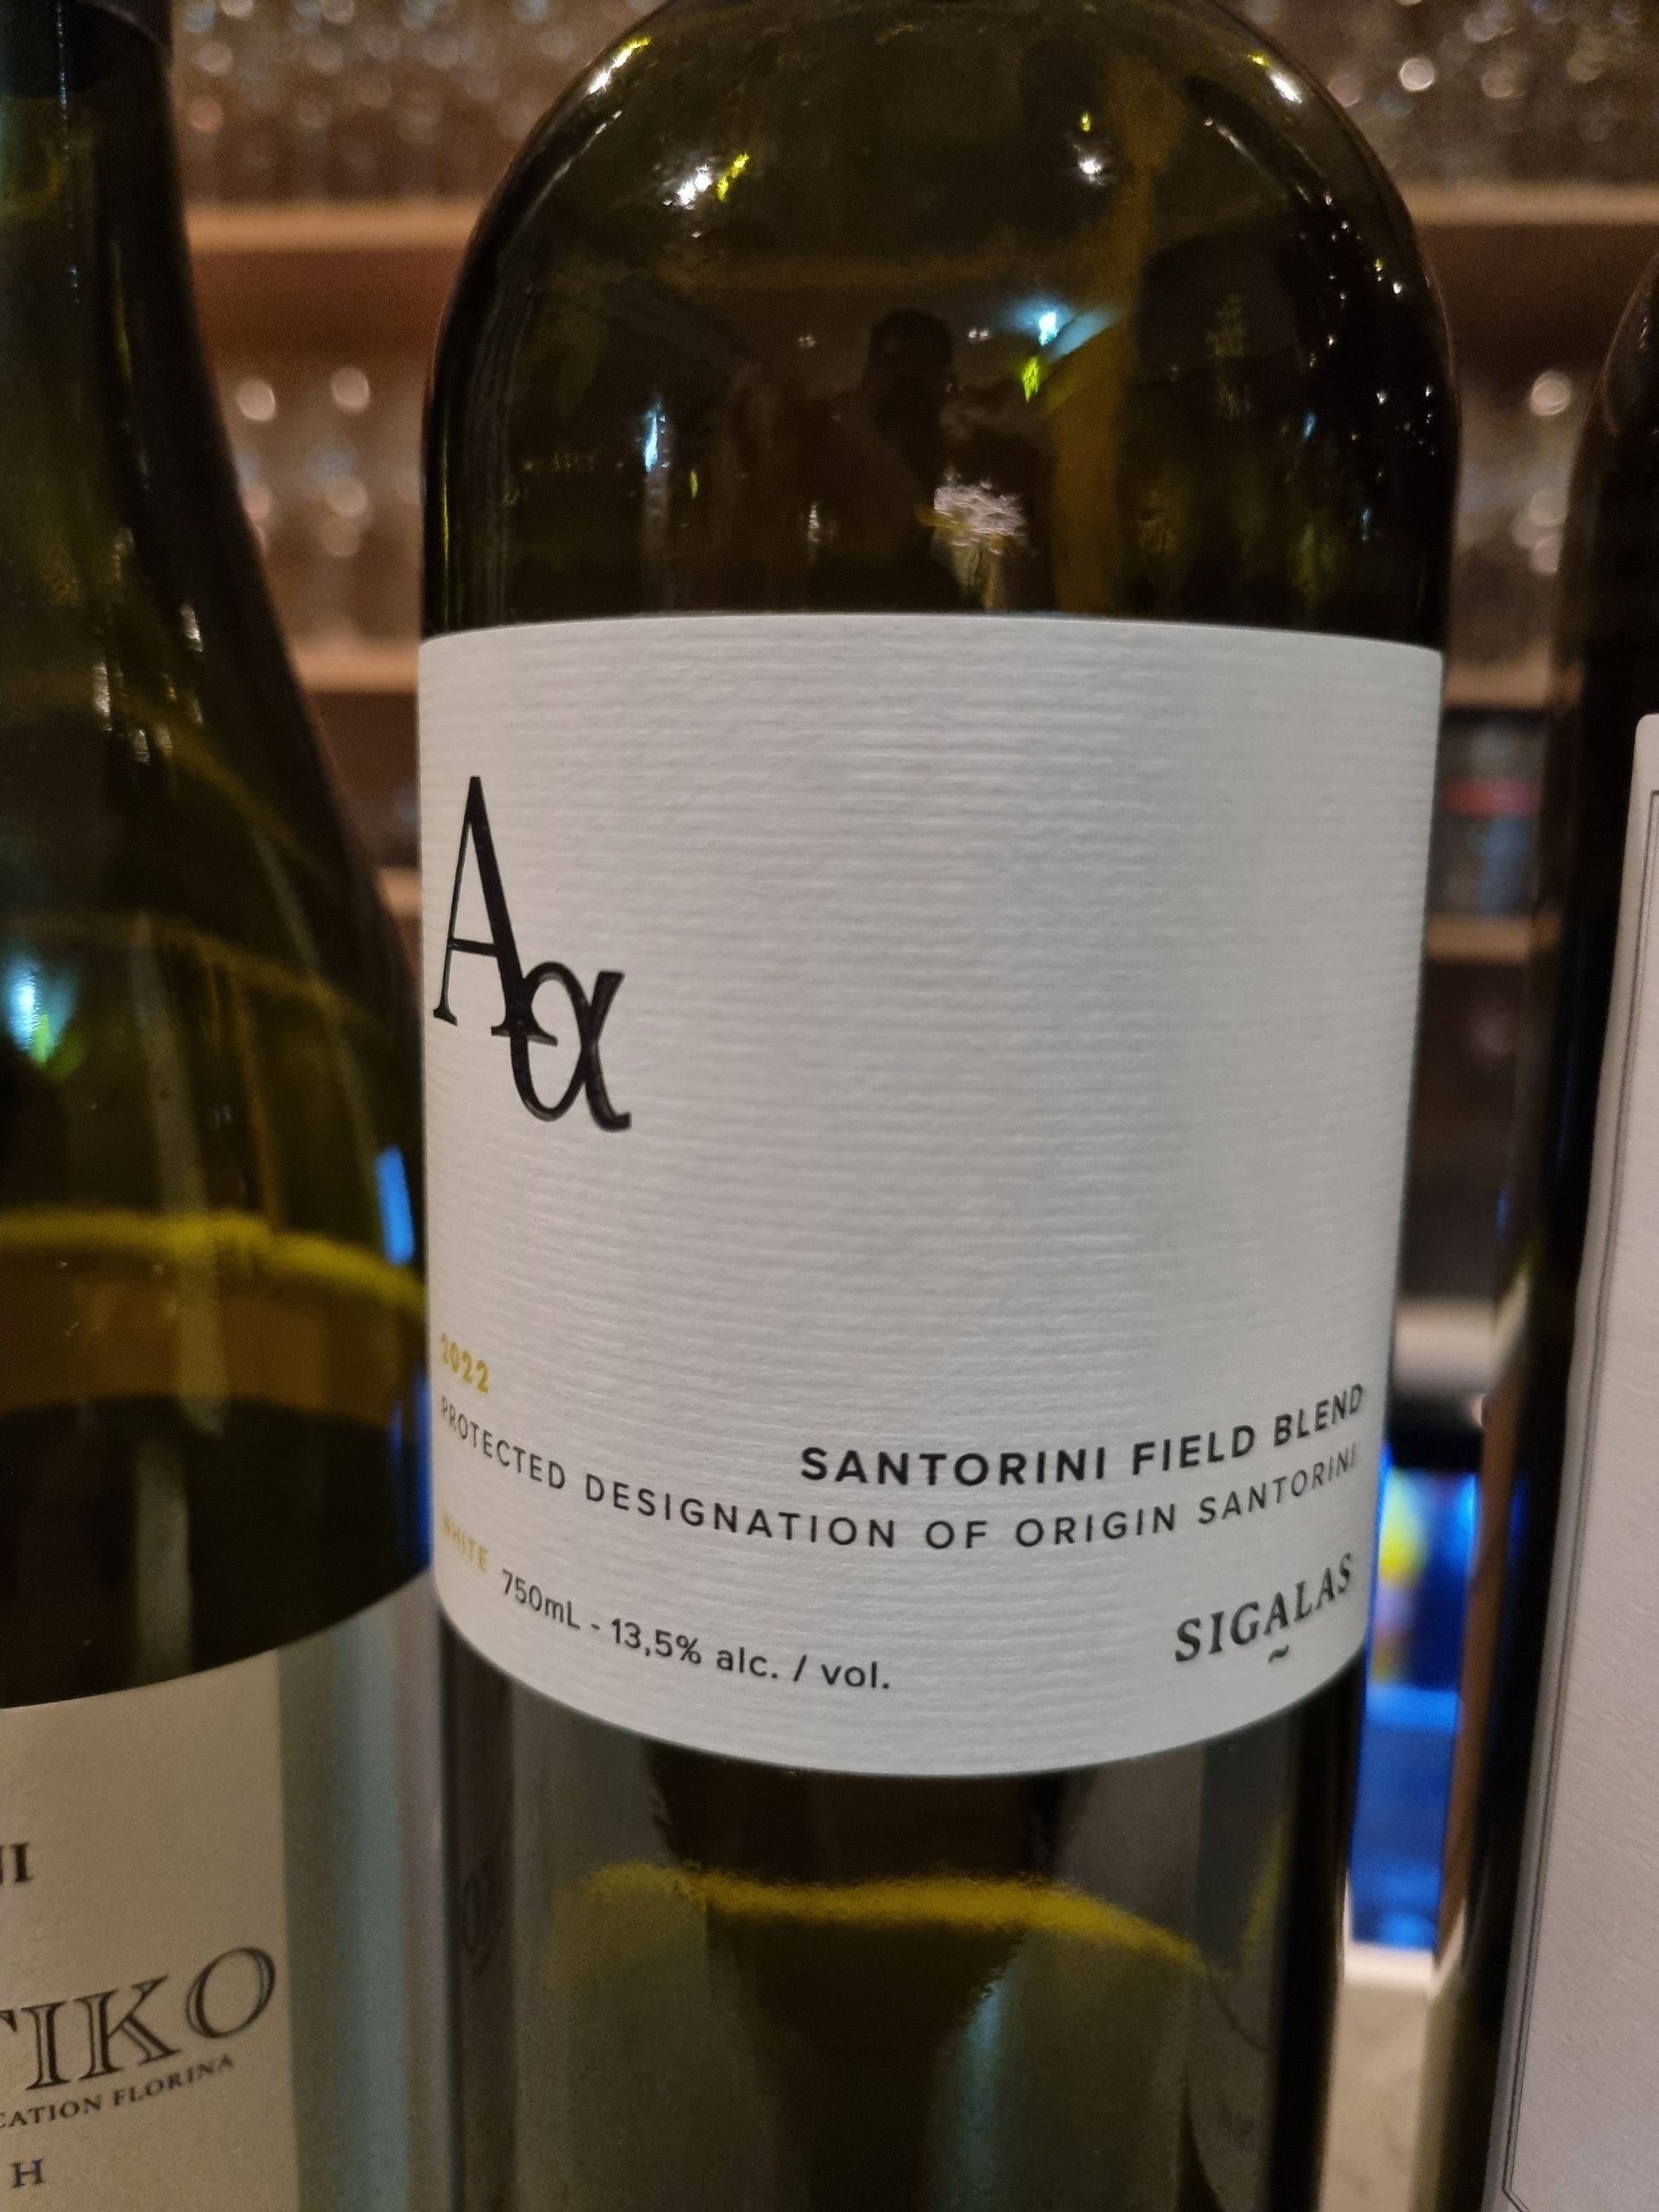 Aα
2022
SANTORINI FIELD BLEND
PROTECTED DESIGNATION OF ORIGIN SANTORINI
WHITE 750mL - 13,5% alc. / vol.
SIGALAS
NI
TIKO
CATION FLORINA
H